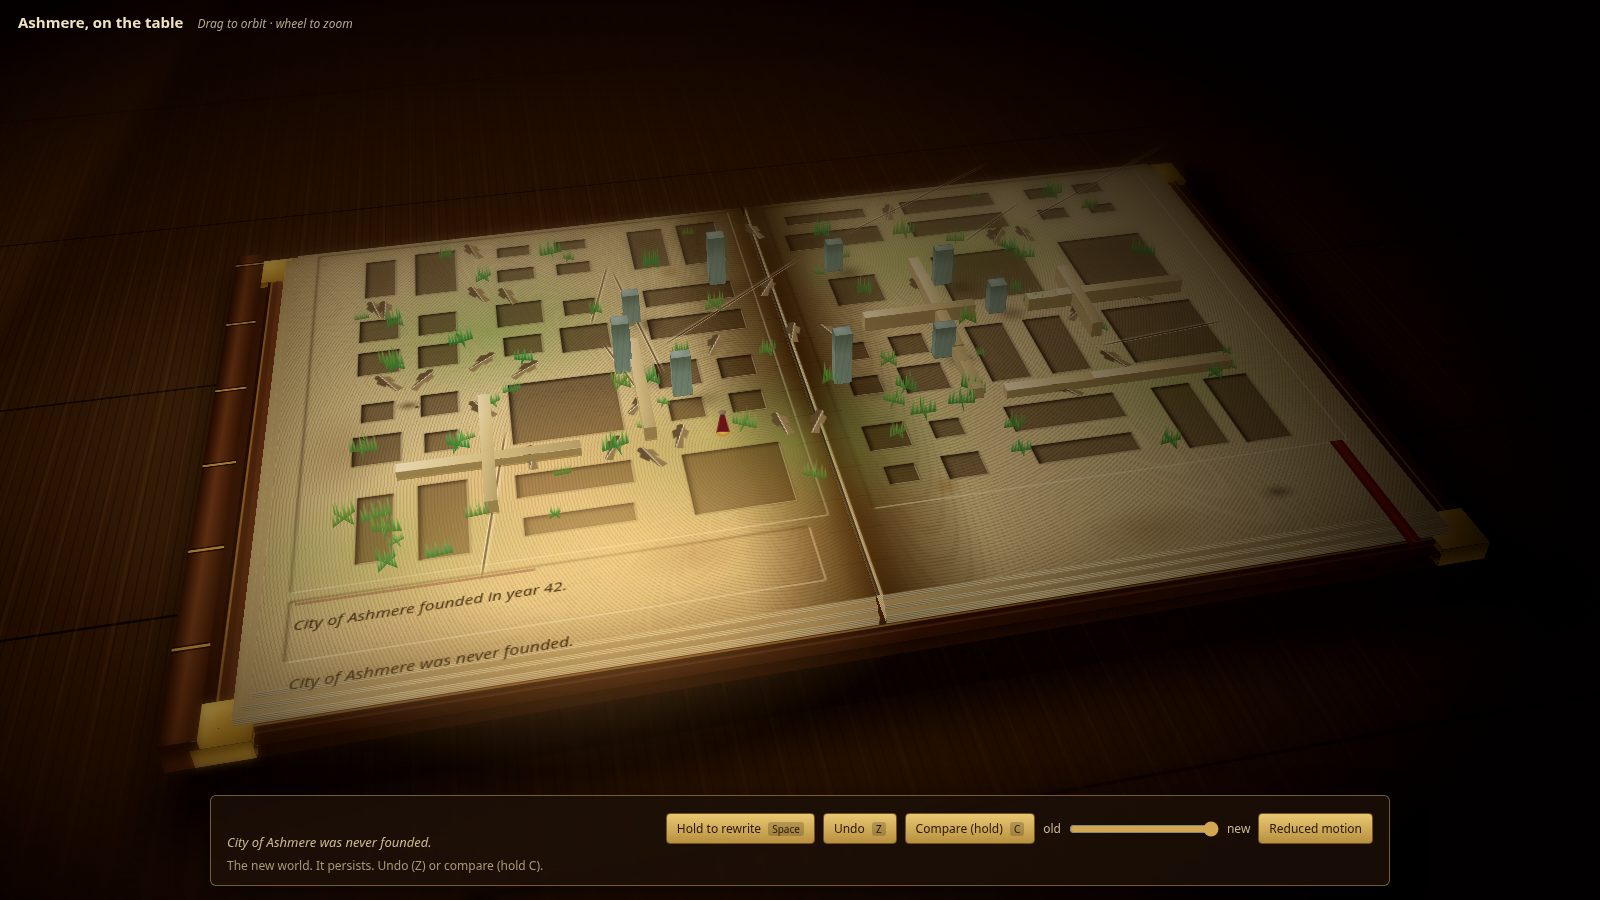 Ashmere, on the table Drag to orbit · wheel to zoom
City of Ashmere founded in year 42.
City of Ashmere was never founded.
Hold to rewrite Space Undo Z Compare (hold) C old new Reduced motion
City of Ashmere was never founded.
The new world. It persists. Undo (Z) or compare (hold C).